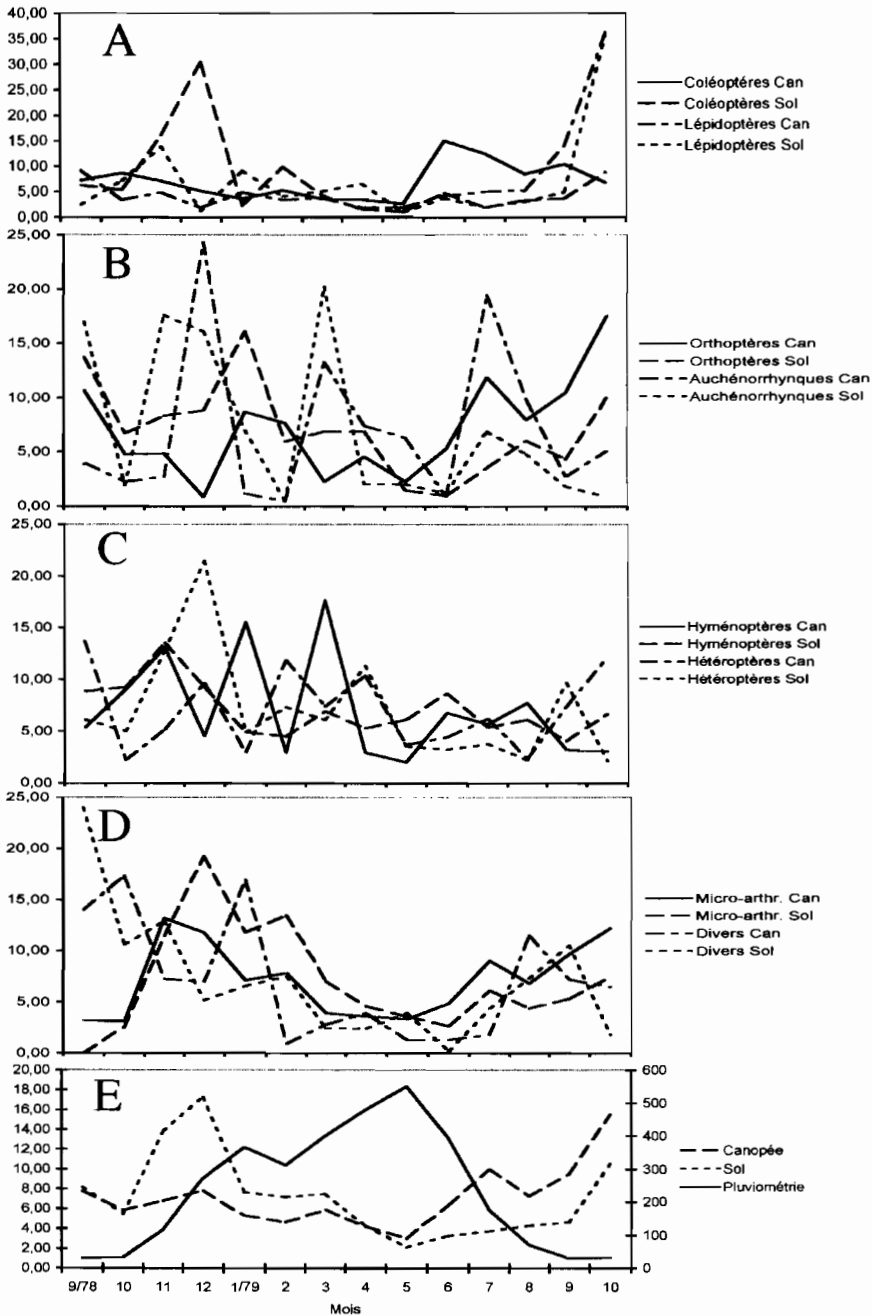 A
40,00
35,00
30,00
25,00
20,00
15,00
10,00
5,00
0,00
Coléoptéres Can
Coléoptères Sol
Lépidoptères Can
Lépidoptères Sol
B
25,00
20,00
15,00
10,00
5,00
0,00
Orthoptères Can
Orthoptères Sol
Auchénorrhynques Can
Auchénorrhynques Sol
C
25,00
20,00
15,00
10,00
5,00
0,00
Hyménoptères Can
Hyménoptères Sol
Hétéroptères Can
Hétéroptères Sol
D
25,00
20,00
15,00
10,00
5,00
0,00
Micro-arthr. Can
Micro-arthr. Sol
Divers Can
Divers Sol
E
20,00
18,00
16,00
14,00
12,00
10,00
8,00
6,00
4,00
2,00
0,00
600
500
400
300
200
100
0
Canopée
Sol
Pluviométrie
9/78 10 11 12 1/79 2 3 4 5 6 7 8 9 10
Mois